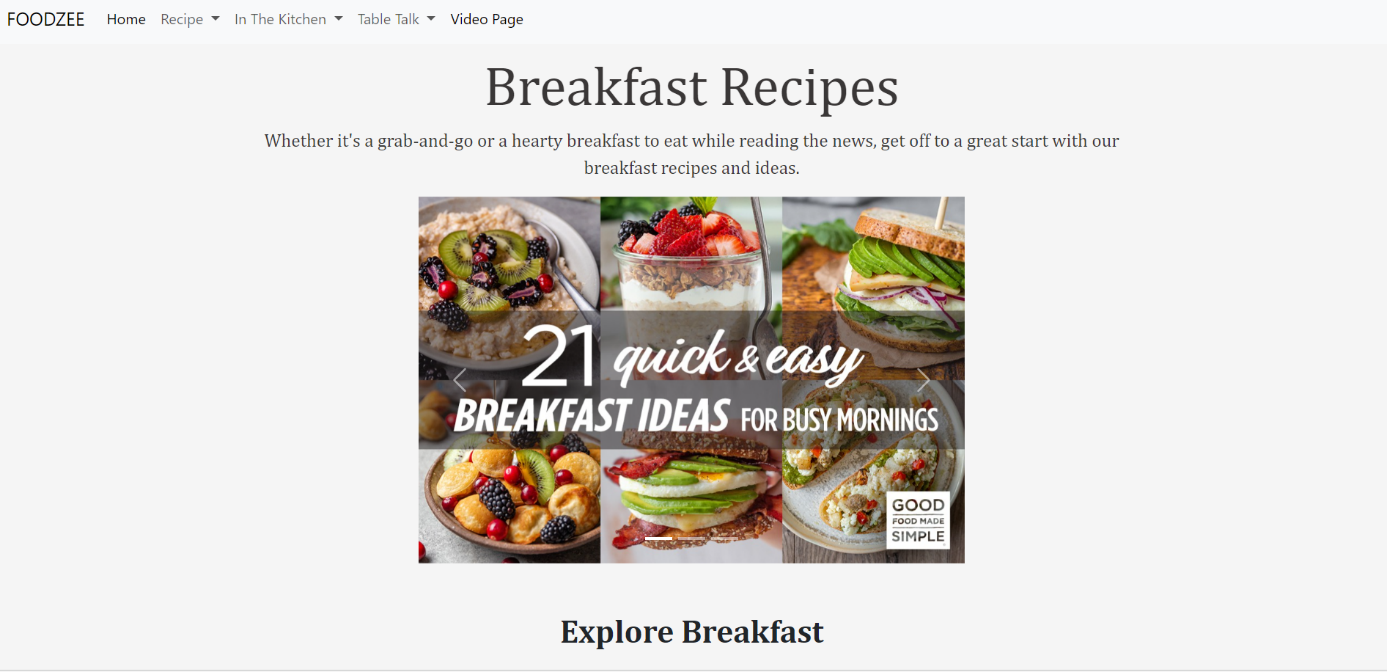 FOODZEE Home Recipe In The Kitchen Table Talk Video Page
Breakfast Recipes
Whether it's a grab-and-go or a hearty breakfast to eat while reading the news, get off to a great start with our
breakfast recipes and ideas.
21 quick & easy
BREAKFAST IDEAS FOR BUSY MORNINGS
GOOD
FOOD MADE
SIMPLE
Explore Breakfast